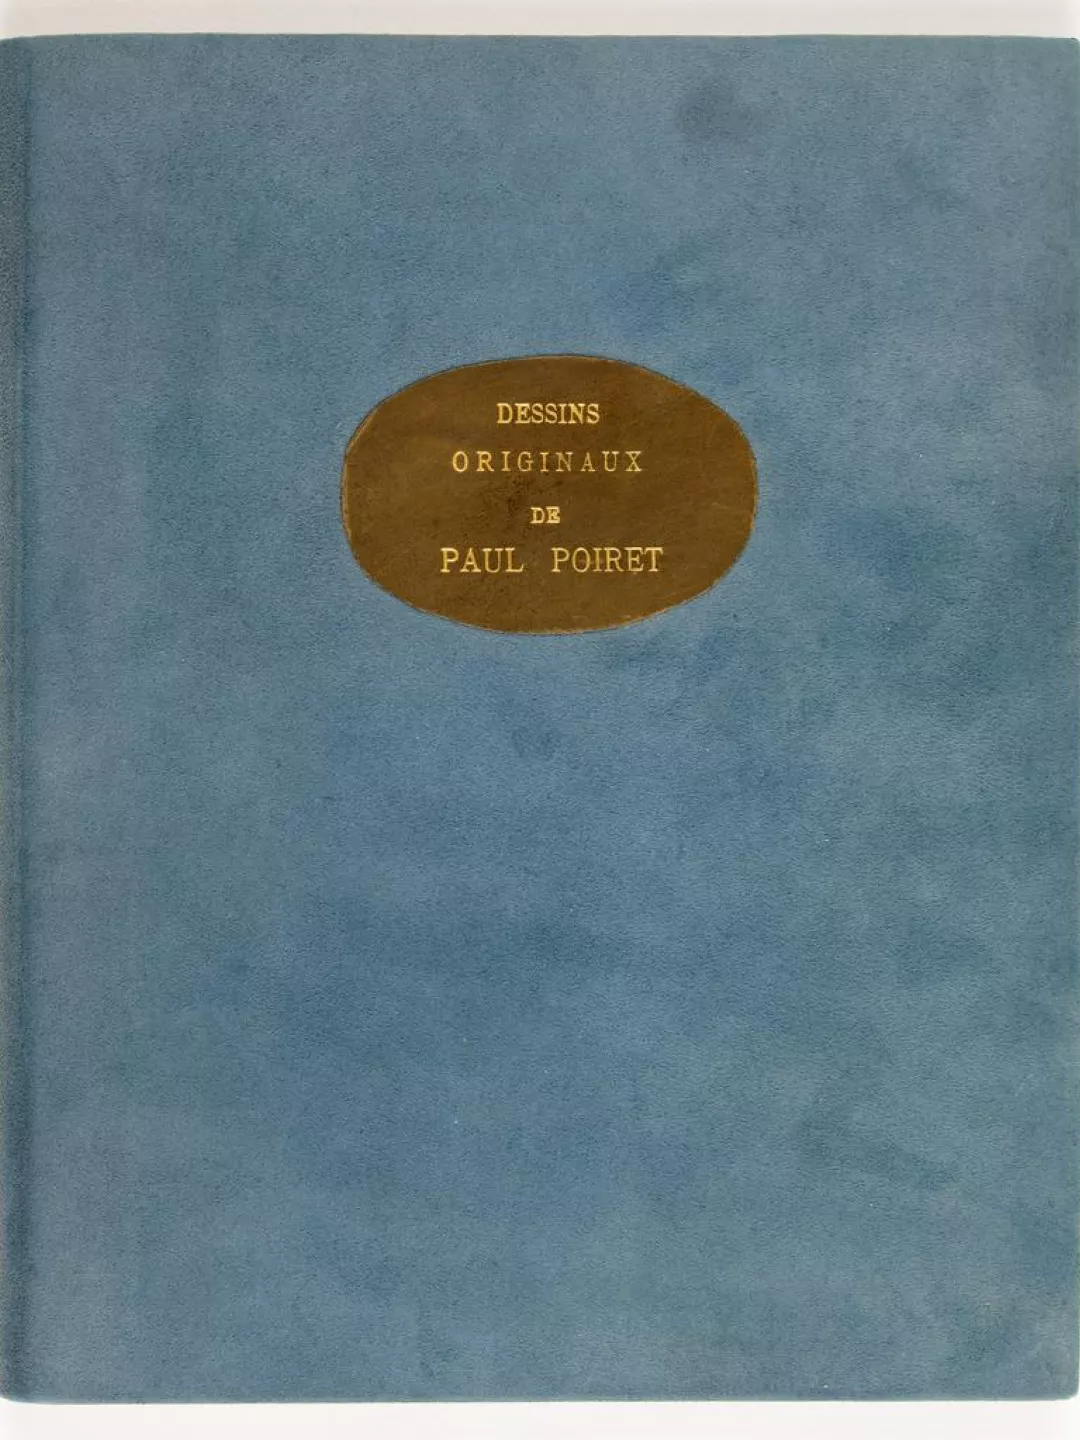 DESSINS
ORIGINAUX
DE
PAUL POIRET